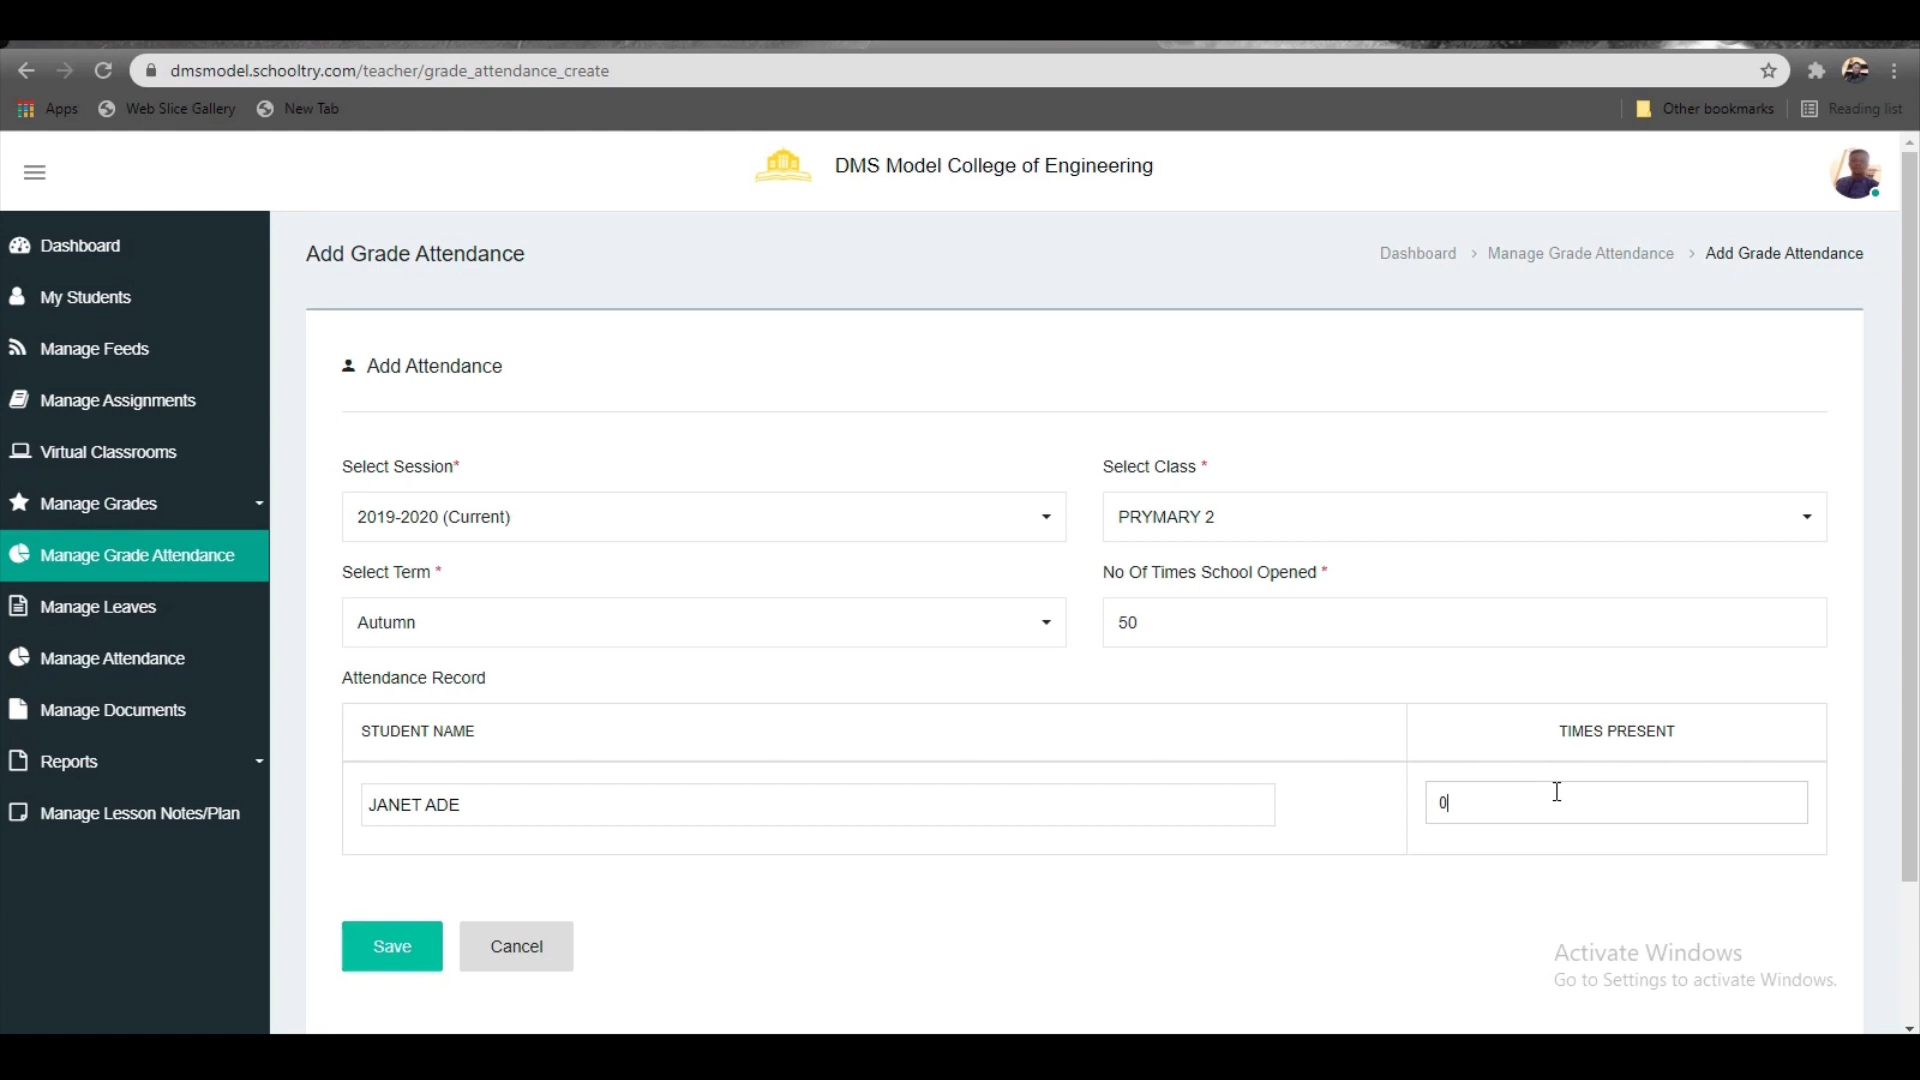 dmsmodel.schooltry.com/teacher/grade_attendance_create
Apps Web Slice Gallery New Tab Other bookmarks Reading list
DMS Model College of Engineering
Dashboard
My Students
Manage Feeds
Manage Assignments
Virtual Classrooms
Manage Grades
Manage Grade Attendance
Manage Leaves
Manage Attendance
Manage Documents
Reports
Manage Lesson Notes/Plan
Add Grade Attendance
Dashboard > Manage Grade Attendance > Add Grade Attendance
Add Attendance
Select Session* Select Class *
2019-2020 (Current) PRYMARY 2
Select Term * No Of Times School Opened *
Autumn 50
Attendance Record
STUDENT NAME TIMES PRESENT
JANET ADE 0
Save Cancel
Activate Windows
Go to Settings to activate Windows.